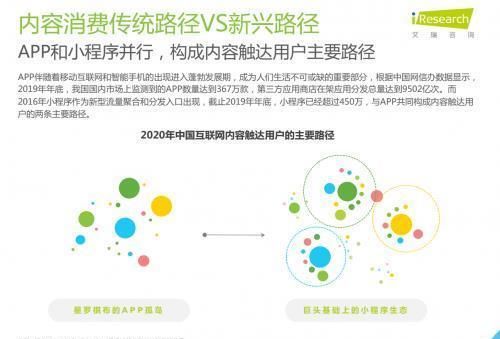 内容消费传统路径VS新兴路径
iResearch
艾瑞咨询
APP和小程序并行，构成内容触达用户主要路径
APP伴随着移动互联网和智能手机的出现进入蓬勃发展期，成为人们生活不可或缺的重要部分，根据中国网信办数据显示，
2019年年底，我国国内市场上监测到的APP数量达到367万款，第三方应用商店在架应用分发总量达到9502亿次。而
2016年小程序作为新型流量聚合和分发入口出现，截止2019年年底，小程序已经超过450万，与APP共同构成内容触达用
户的两条主要路径。
2020年中国互联网内容触达用户的主要路径
星罗棋布的APP孤岛
巨头基础上的小程序生态